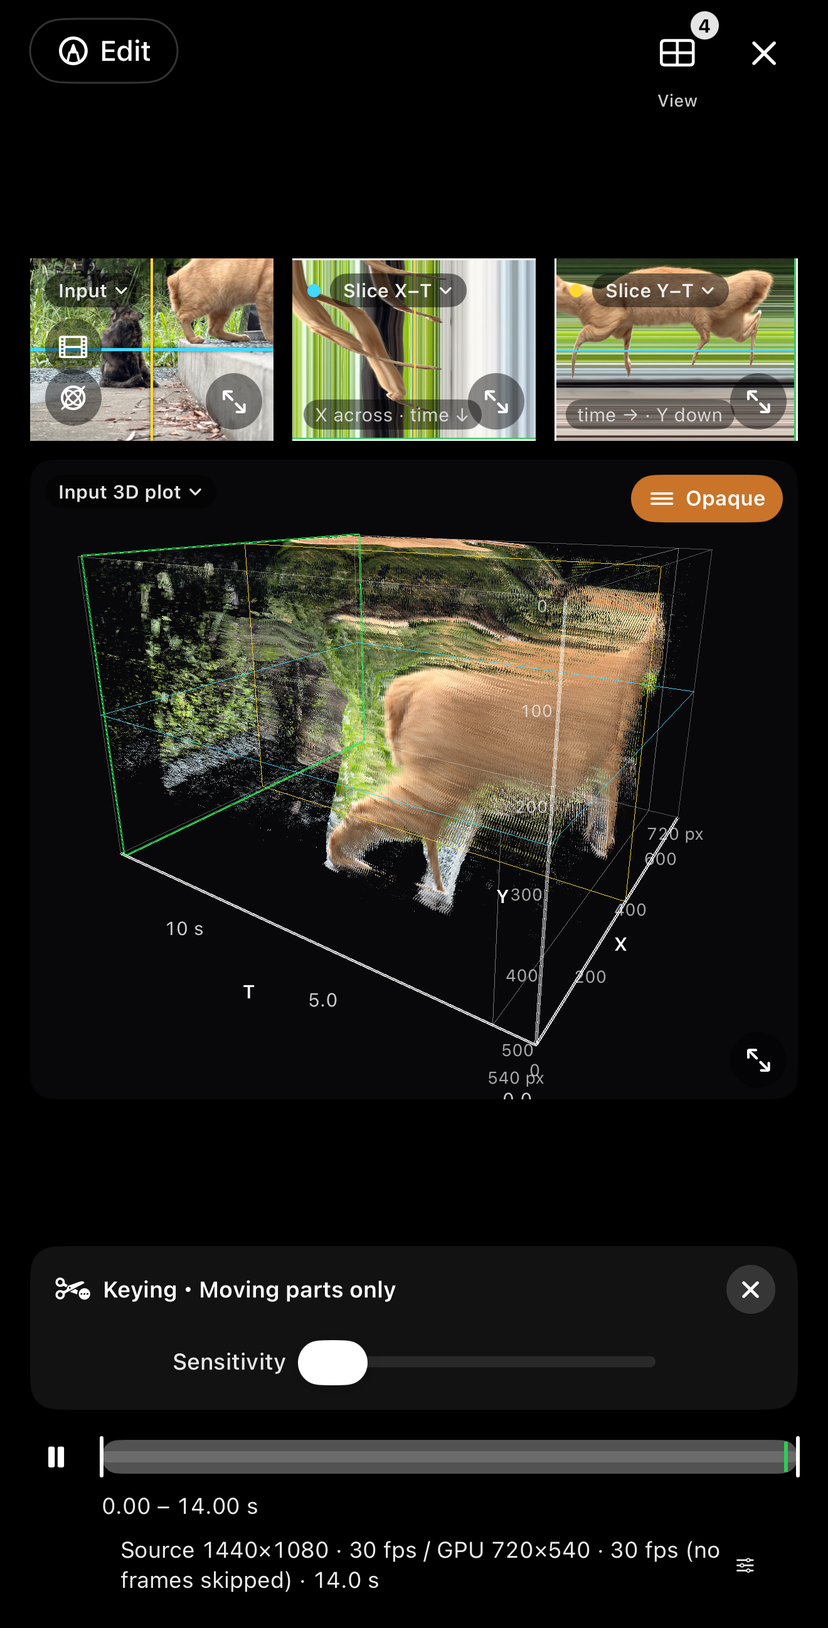 Edit
4
View
Input
Slice X–T
X across · time ↓
Slice Y–T
time → · Y down
Input 3D plot
Opaque
0
100
200
Y 300
400
500
540 px
0
0.0
720 px
600
400
X
200
10 s
T
5.0
Keying • Moving parts only
Sensitivity
0.00 – 14.00 s
Source 1440×1080 · 30 fps / GPU 720×540 · 30 fps (no
frames skipped) · 14.0 s